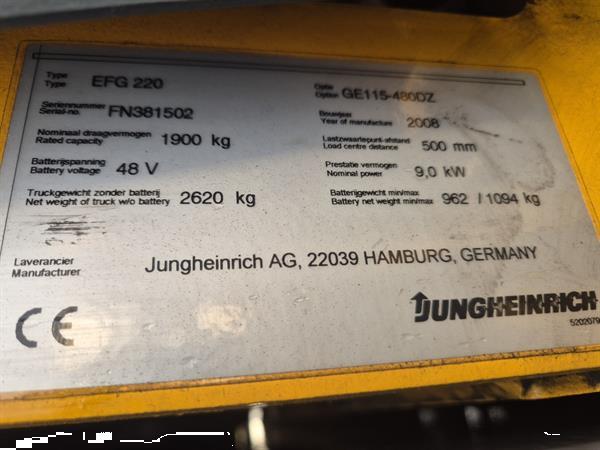 Type EFG 220 Optie GE115-480DZ
Type Option
Serienummer FN381502 Bouwjaar 2008
Serial-no. Year of manufacture
Nominaal draagvermogen 1900 kg Lastzwaartepunt-afstand 500 mm
Rated capacity Load centre distance
Batterijspanning 48 V Prestatie vermogen 9,0 kW
Battery voltage Nominal power
Truckgewicht zonder batterij 2620 kg Batterijgewicht min/max 962 / 1094 kg
Net weight of truck w/o battery Battery net weight min/max
Laverancier Jungheinrich AG, 22039 HAMBURG, GERMANY
Manufacturer
CE JUNGHEINRICH
5202079